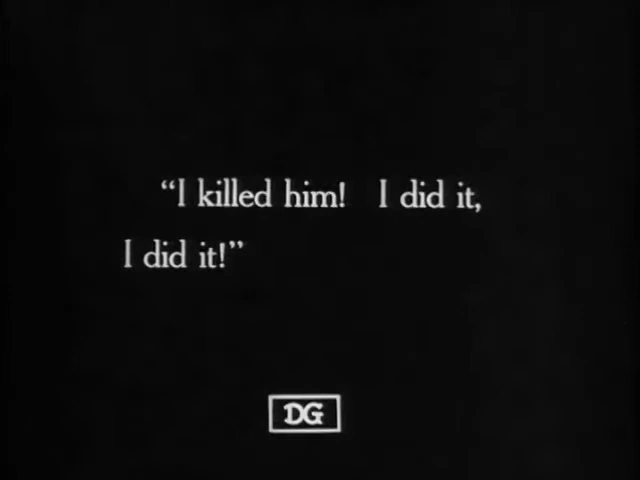 “I killed him! I did it,
I did it!”
DG